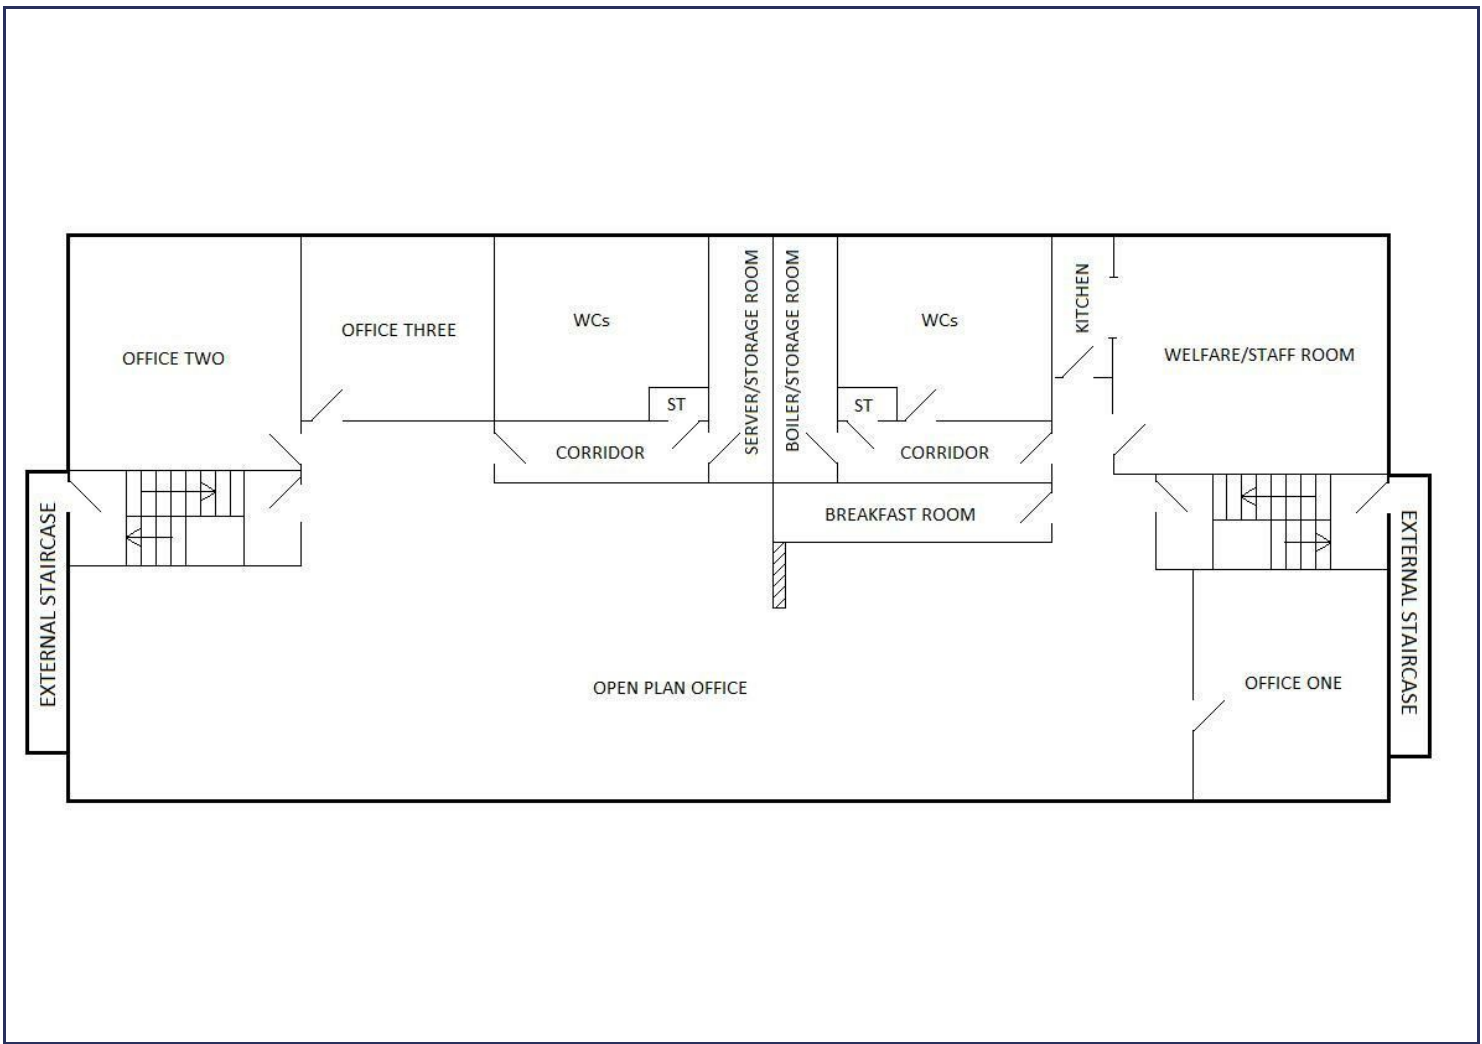 OFFICE TWO
OFFICE THREE
WCs
ST
CORRIDOR
SERVER/STORAGE ROOM
BOILER/STORAGE ROOM
WCs
ST
CORRIDOR
KITCHEN
WELFARE/STAFF ROOM
BREAKFAST ROOM
EXTERNAL STAIRCASE
OPEN PLAN OFFICE
OFFICE ONE
EXTERNAL STAIRCASE